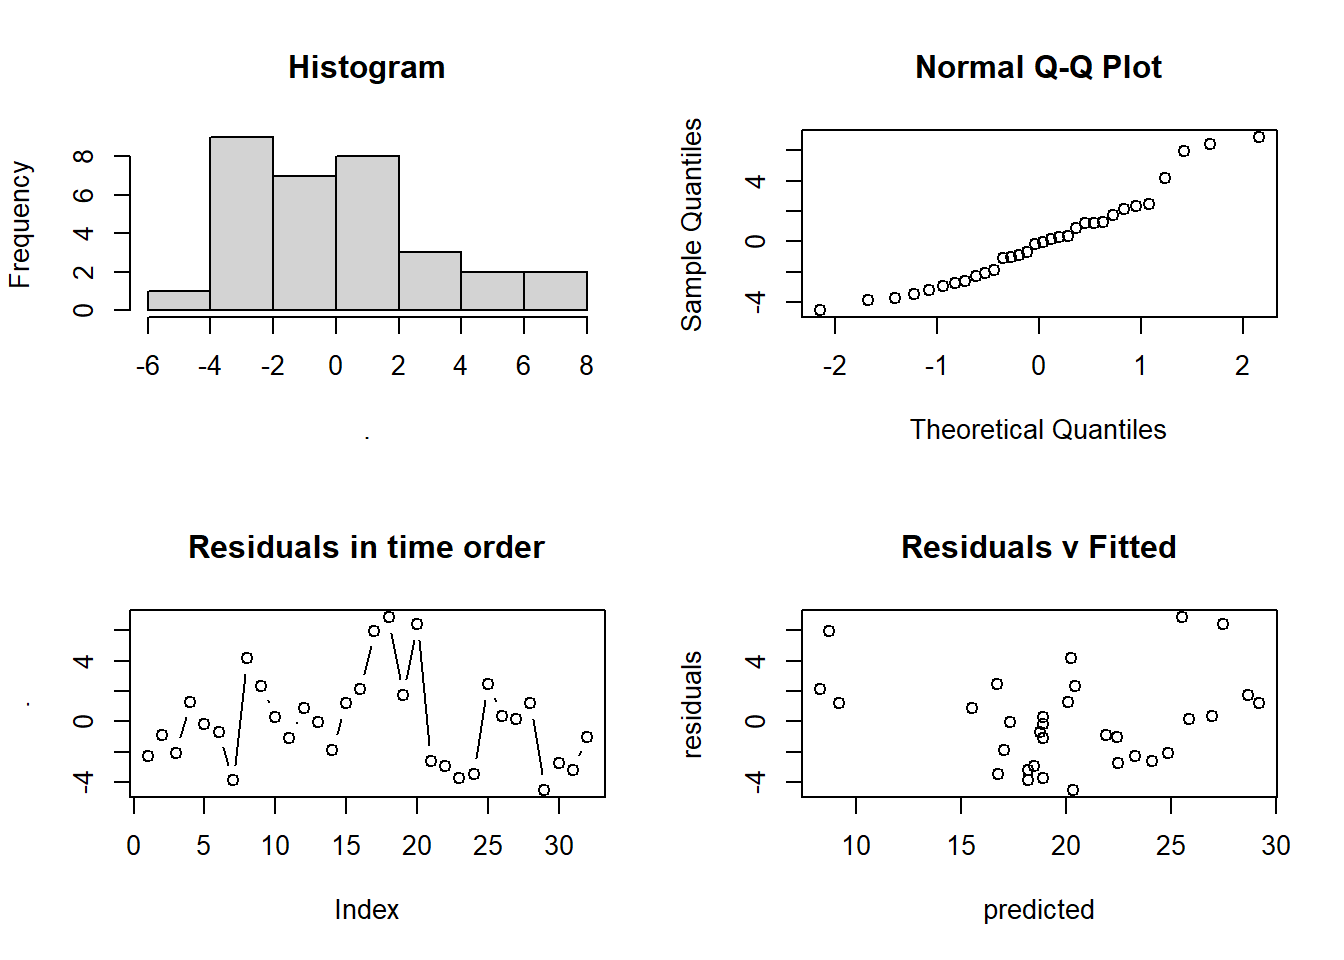 Histogram
Frequency
0 2 4 6 8
-6 -4 -2 0 2 4 6 8
.
Normal Q-Q Plot
Sample Quantiles
-4 0 4
-2 -1 0 1 2
Theoretical Quantiles
Residuals in time order
.
-4 0 4
0 5 10 15 20 25 30
Index
Residuals v Fitted
residuals
-4 0 4
10 15 20 25 30
predicted